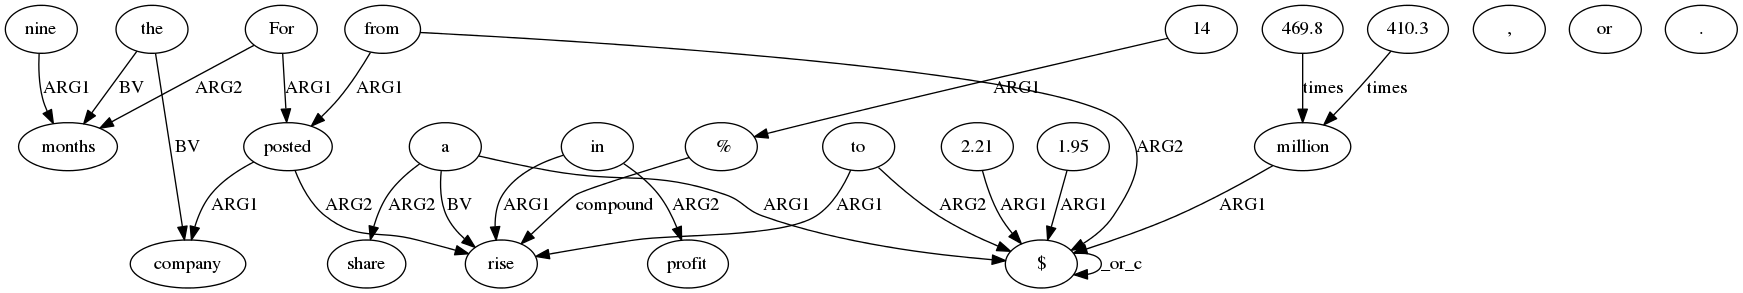 nine the For from 14 469.8 410.3 , or .
ARG1 BV ARG2 ARG1 ARG1 ARG1 times times
months BV posted a in % to 2.21 1.95 ARG2 million
ARG1 ARG2 ARG2 BV ARG1 compound ARG2 ARG1 ARG1 ARG2 ARG1 ARG1 ARG1
company share rise profit $ _or_c